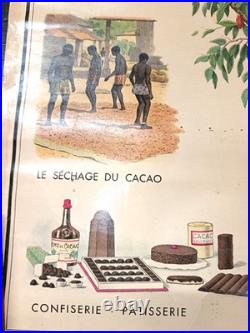 LE SÉCHAGE DU CACAO
CACAO
CONFISERIE - PATISSERIE